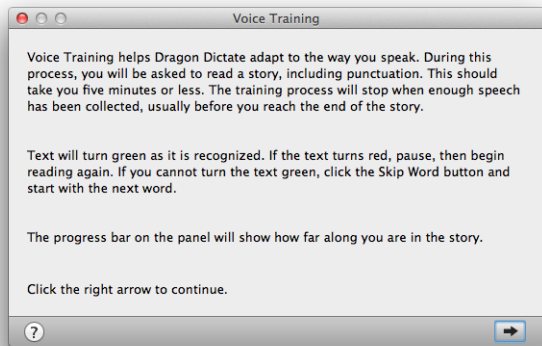 Voice Training
Voice Training helps Dragon Dictate adapt to the way you speak. During this
process, you will be asked to read a story, including punctuation. This should
take you five minutes or less. The training process will stop when enough speech
has been collected, usually before you reach the end of the story.
Text will turn green as it is recognized. If the text turns red, pause, then begin
reading again. If you cannot turn the text green, click the Skip Word button and
start with the next word.
The progress bar on the panel will show how far along you are in the story.
Click the right arrow to continue.
?